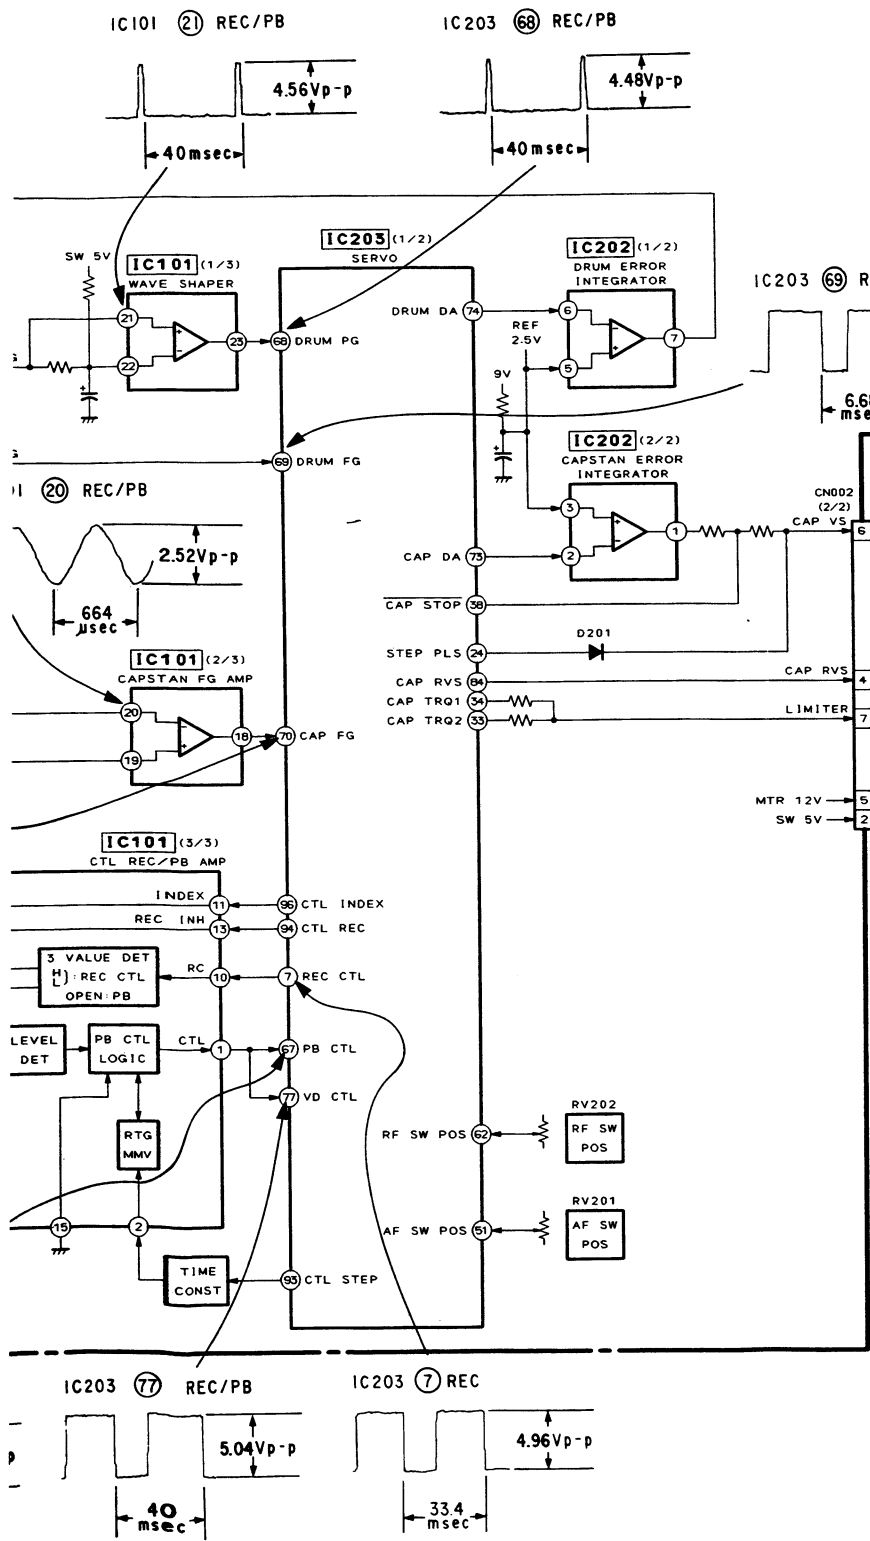 IC101 21 REC/PB
IC203 68 REC/PB
4.56Vp-p
4.48Vp-p
40msec
40msec
SW 5V
IC101 (1/3)
WAVE SHAPER
IC203 (1/2)
SERVO
IC202 (1/2)
DRUM ERROR
INTEGRATOR
IC203 69 R
21
22
23
68 DRUM PG
DRUM DA 74
6
5
7
REF
2.5V
9V
6.68
msec
G
69 DRUM FG
IC202 (2/2)
CAPSTAN ERROR
INTEGRATOR
20 REC/PB
2.52Vp-p
664
µsec
3
2
1
CN002
(2/2)
CAP VS 6
CAP DA 73
CAP STOP 38
D201
STEP PLS 24
CAP RVS 84
CAP RVS 4
CAP TRQ1 34
CAP TRQ2 33
LIMITER 7
IC101 (2/3)
CAPSTAN FG AMP
20
19
18
70 CAP FG
MTR 12V 5
SW 5V 2
IC101 (3/3)
CTL REC/PB AMP
INDEX 11
96 CTL INDEX
REC INH 13
94 CTL REC
3 VALUE DET
H
L ) : REC CTL
OPEN:PB
RC 10
7 REC CTL
LEVEL
DET
PB CTL
LOGIC
CTL 1
67 PB CTL
77 VD CTL
RTG
MMV
RF SW POS 62
RV202
RF SW
POS
15
2
AF SW POS 51
RV201
AF SW
POS
TIME
CONST
93 CTL STEP
IC203 77 REC/PB
IC203 7 REC
5.04Vp-p
4.96Vp-p
p
40
msec
33.4
msec